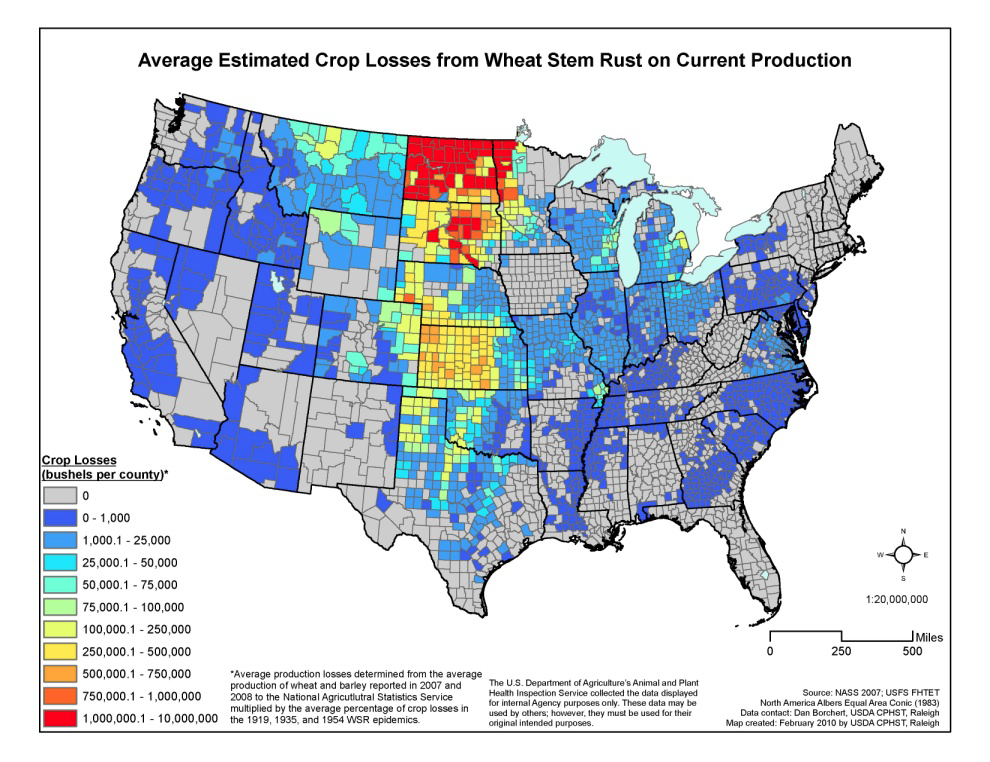 Average Estimated Crop Losses from Wheat Stem Rust on Current Production
Crop Losses
(bushels per county)*
0
0 - 1,000
1,000.1 - 25,000
25,000.1 - 50,000
50,000.1 - 75,000
75,000.1 - 100,000
100,000.1 - 250,000
250,000.1 - 500,000
500,000.1 - 750,000
750,000.1 - 1,000,000
1,000,000.1 - 10,000,000
*Average production losses determined from the average
production of wheat and barley reported in 2007 and
2008 to the National Agricutlutral Statistics Service
multiplied by the average percentage of crop losses in
the 1919, 1935, and 1954 WSR epidemics.
The U.S. Department of Agriculture's Animal and Plant
Health Inspection Service collected the data displayed
for internal Agency purposes only. These data may be
used by others; however, they must be used for their
original intended purposes.
N
W E
S
1:20,000,000
Miles
0 250 500
Source: NASS 2007; USFS FHTET
North America Albers Equal Area Conic (1983)
Data contact: Dan Borchert, USDA CPHST, Raleigh
Map created: February 2010 by USDA CPHST, Raleigh